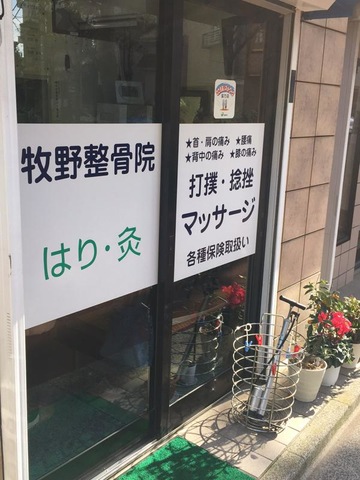 牧野整骨院
はり・灸
★首・肩の痛み ★腰痛
★背中の痛み ★膝の痛み
打撲・捻挫
マッサージ
各種保険取扱い